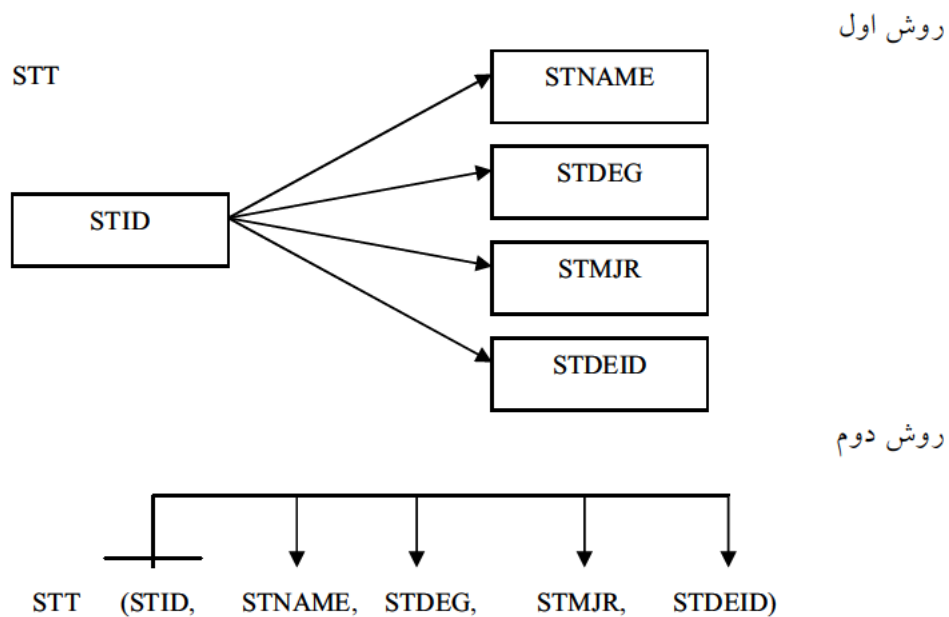 روش اول
STT
STNAME
STDEG
STID
STMJR
STDEID
روش دوم
STT (STID, STNAME, STDEG, STMJR, STDEID)